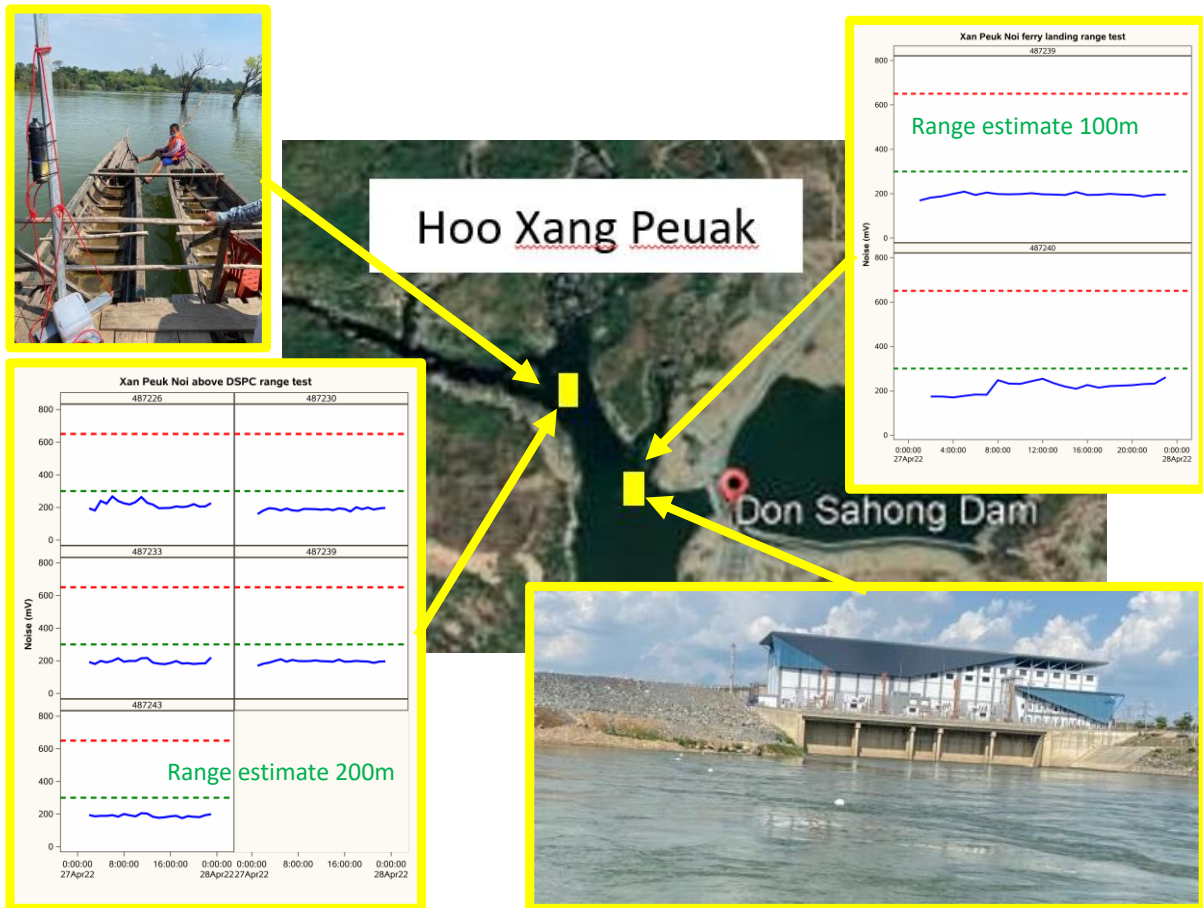 Xan Peuk Noi ferry landing range test
487239
800
600
Range estimate 100m
400
200
0
Noise (mV)
487240
800
600
400
200
0
0:00:00 4:00:00 8:00:00 12:00:00 16:00:00 20:00:00 0:00:00
27Apr22 28Apr22
Hoo Xang Peuak
Don Sahong Dam
Xan Peuk Noi above DSPC range test
487226 487230
800
600
400
200
0
487233 487239
800
600
400
200
0
Noise (mV)
487243
800
600
Range estimate 200m
400
200
0
0:00:00 8:00:00 16:00:00 0:00:00 0:00:00 8:00:00 16:00:00 0:00:00
27Apr22 28Apr22 27Apr22 28Apr22